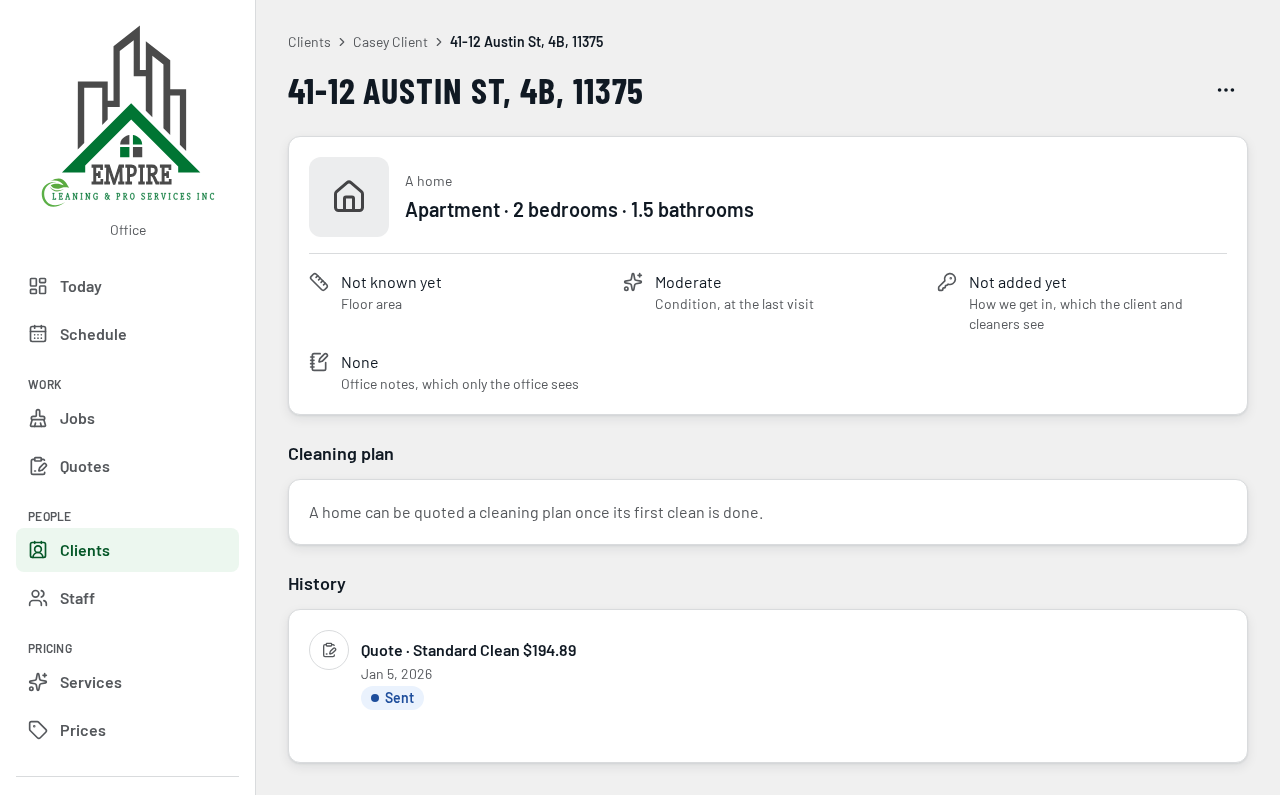 EMPIRE
LEANING & PRO SERVICES INC
Office
Today
Schedule
WORK
Jobs
Quotes
PEOPLE
Clients
Staff
PRICING
Services
Prices
Clients > Casey Client > 41-12 Austin St, 4B, 11375
41-12 AUSTIN ST, 4B, 11375
A home
Apartment · 2 bedrooms · 1.5 bathrooms
Not known yet
Floor area
Moderate
Condition, at the last visit
Not added yet
How we get in, which the client and
cleaners see
None
Office notes, which only the office sees
Cleaning plan
A home can be quoted a cleaning plan once its first clean is done.
History
Quote · Standard Clean $194.89
Jan 5, 2026
Sent